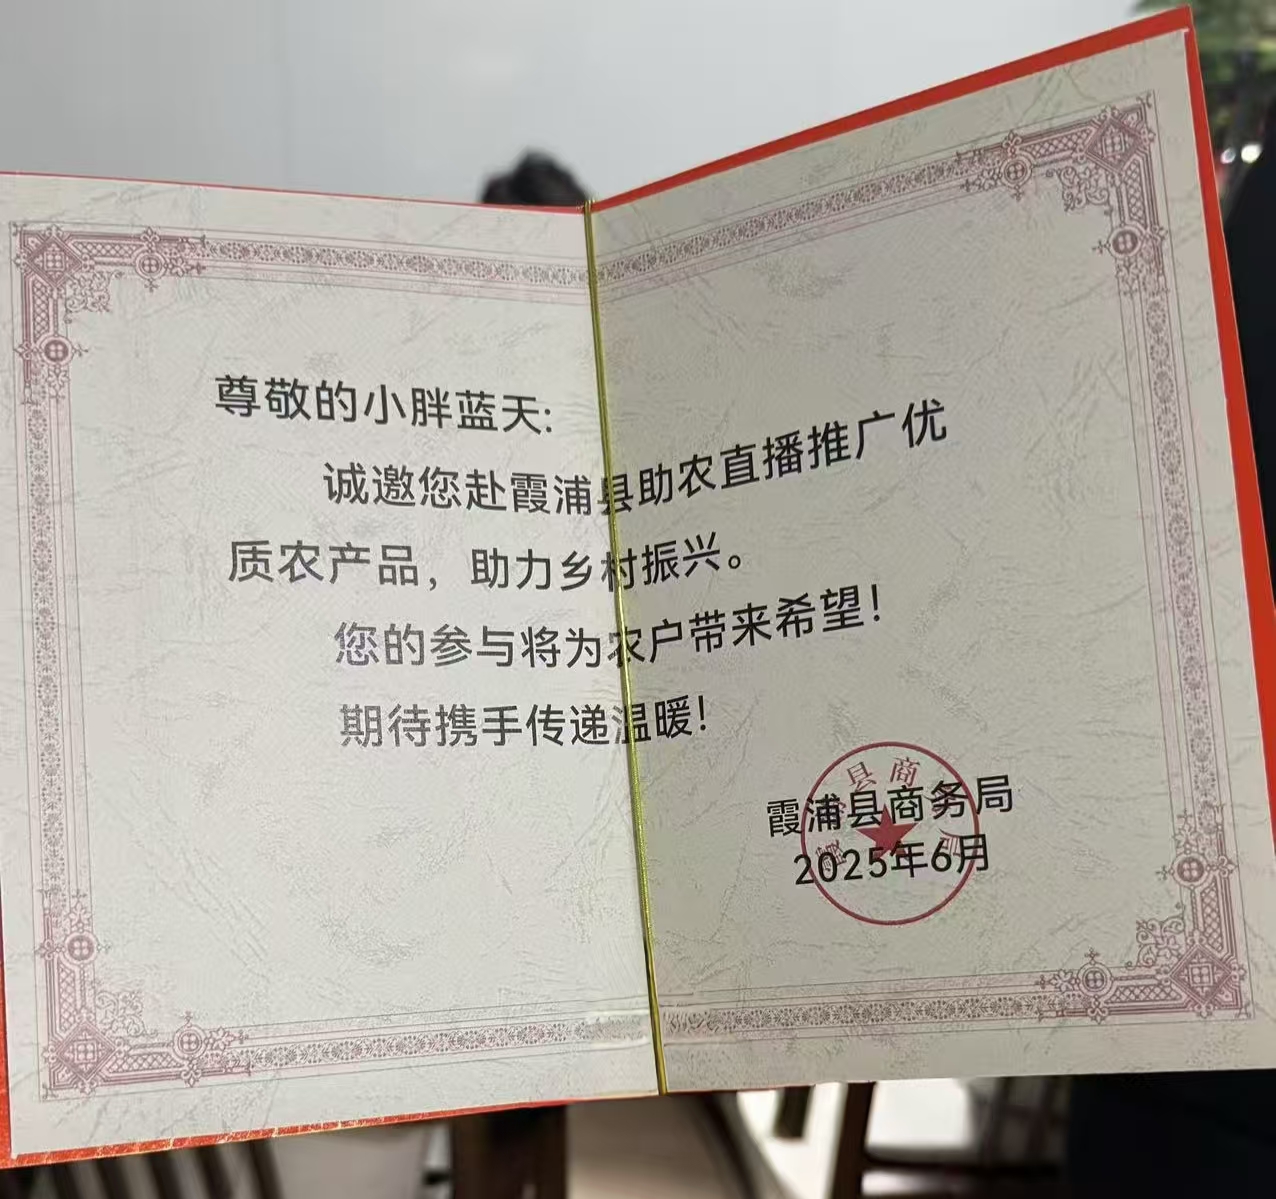 尊敬的小胖蓝天:
诚邀您赴霞浦县助农直播推广优
质农产品，助力乡村振兴。
您的参与将为农户带来希望！
期待携手传递温暖！
霞浦县商务局
2025年6月
县商